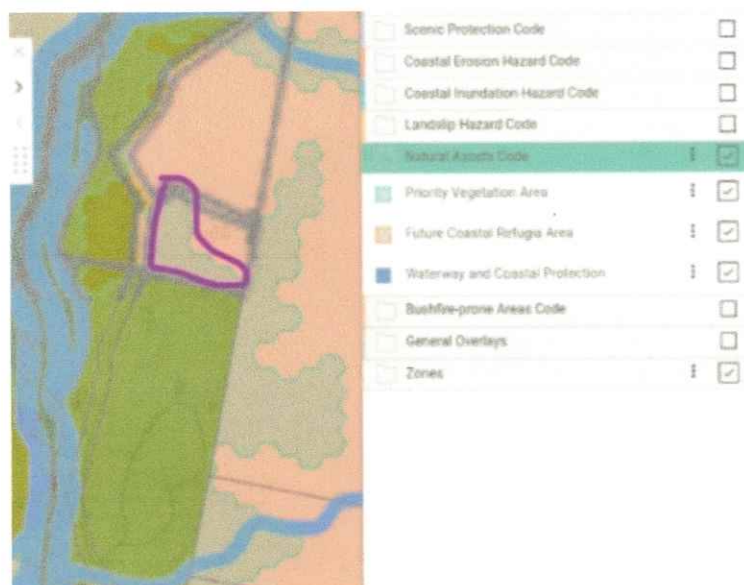 Scenic Protection Code
Coastal Erosion Hazard Code
Coastal Inundation Hazard Code
Landslip Hazard Code
Natural Assets Code
Priority Vegetation Area
Future Coastal Refugia Area
Waterway and Coastal Protection
Bushfire-prone Areas Code
General Overlays
Zones